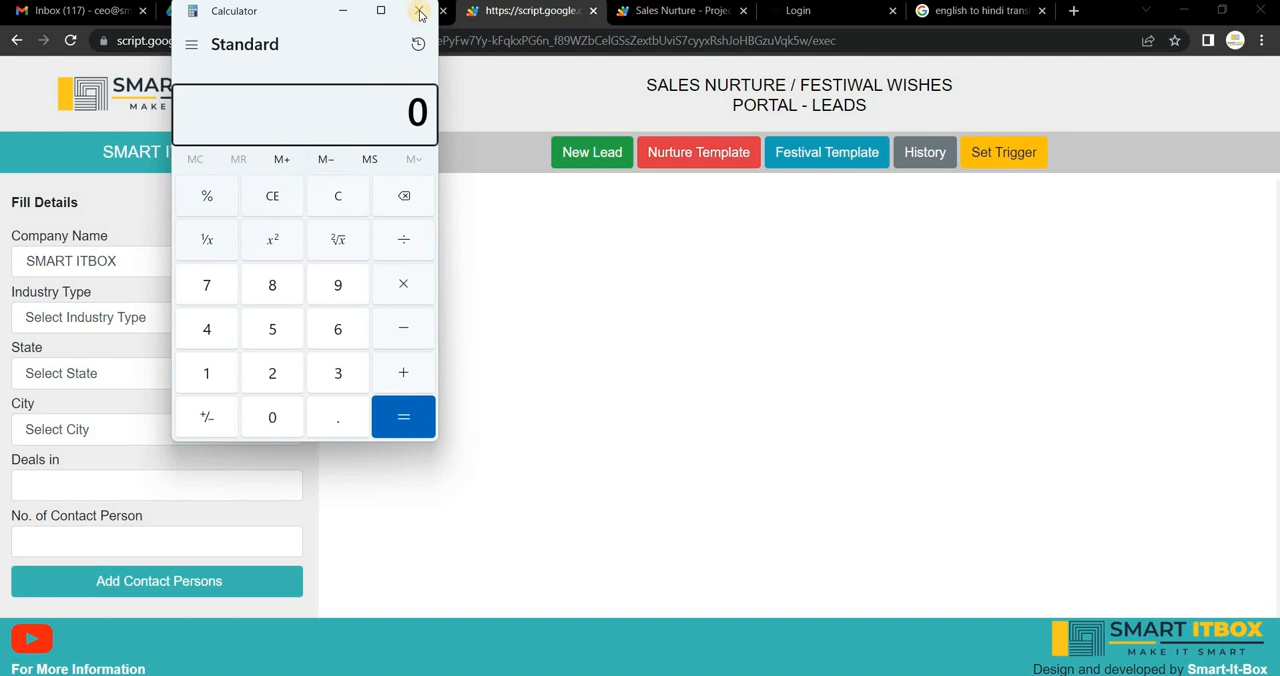 Inbox (117) - ceo@sm
https://script.google.c
Sales Nurture - Projec
Login
english to hindi transl
script.goog
ePyFw7Yy-kFqkxPG6n_f89WZbCelGSsZextbUviS7cyyxRshJoHBGzuVqk5w/exec
Calculator
Standard
0
MC MR M+ M− MS M
% CE C
¹/x x² ²√x ÷
7 8 9 ×
4 5 6 −
1 2 3 +
+/− 0 . =
SMAR
MAKE
SALES NURTURE / FESTIWAL WISHES
PORTAL - LEADS
SMART I
New Lead
Nurture Template
Festival Template
History
Set Trigger
Fill Details
Company Name
SMART ITBOX
Industry Type
Select Industry Type
State
Select State
City
Select City
Deals in
No. of Contact Person
Add Contact Persons
For More Information
SMART ITBOX
MAKE IT SMART
Design and developed by Smart-It-Box